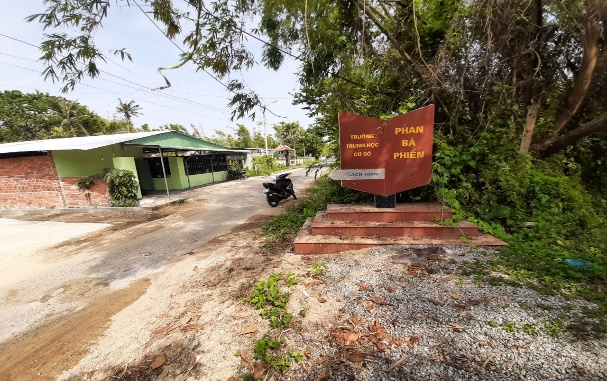 TRƯỜNG
TRUNG HỌC
CƠ SỞ
CÁCH 100m
PHAN
BÁ
PHIẾN